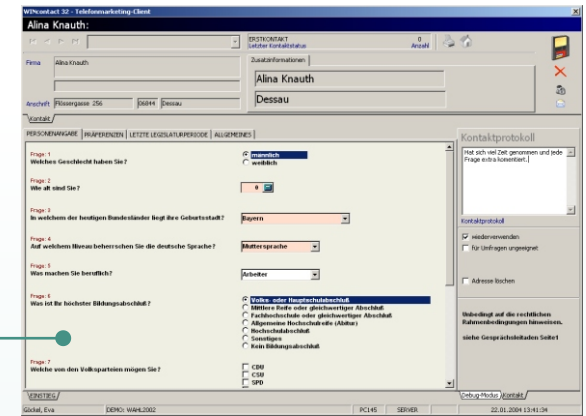 WINcontact 32 - Telefonmarketing-Client
Alina Knauth:
ERSTKONTAKT 0
Letzter Kontaktstatus Anzahl
Firma Alina Knauth
Zusatzinformationen
Alina Knauth
Dessau
Anschrift Flössergasse 256 06844 Dessau
Kontakt
PERSONENANGABE PRÄFERENZEN LETZTE LEGISLATURPERIODE ALLGEMEINES
Frage: 1
Welches Geschlecht haben Sie?
männlich
weiblich
Frage: 2
Wie alt sind Sie?
0
Frage: 3
In welchem der heutigen Bundesländer liegt ihre Geburtsstadt?
Bayern
Frage: 4
Auf welchem Niveau beherrschen Sie die deutsche Sprache?
Muttersprache
Frage: 5
Was machen Sie beruflich?
Arbeiter
Frage: 6
Was ist Ihr höchster Bildungsabschluß?
Volks- oder Hauptschulabschluß
Mittlere Reife oder gleichwertiger Abschluß
Fachhochschule oder gleichwertiger Abschluß
Allgemeine Hochschulreife (Abitur)
Hochschulabschluß
Sonstiges
Kein Bildungsabschluß
Frage: 7
Welche von den Volksparteien mögen Sie?
CDU
CSU
SPD
EINSTIEG
Kontaktprotokoll
Hat sich viel Zeit genommen und jede
Frage extra komentiert.
Kontaktprotokoll
wiederverwenden
für Umfragen ungeeignet
Adresse löschen
Unbedingt auf die rechtlichen
Rahmenbedingungen hinweisen.
siehe Gesprächsleitaden Seite1
Debug-Modus Kontakt
Göckel, Eva DEMO: WAHL2002 PC145 SERVER 22.01.2004 13:41:34